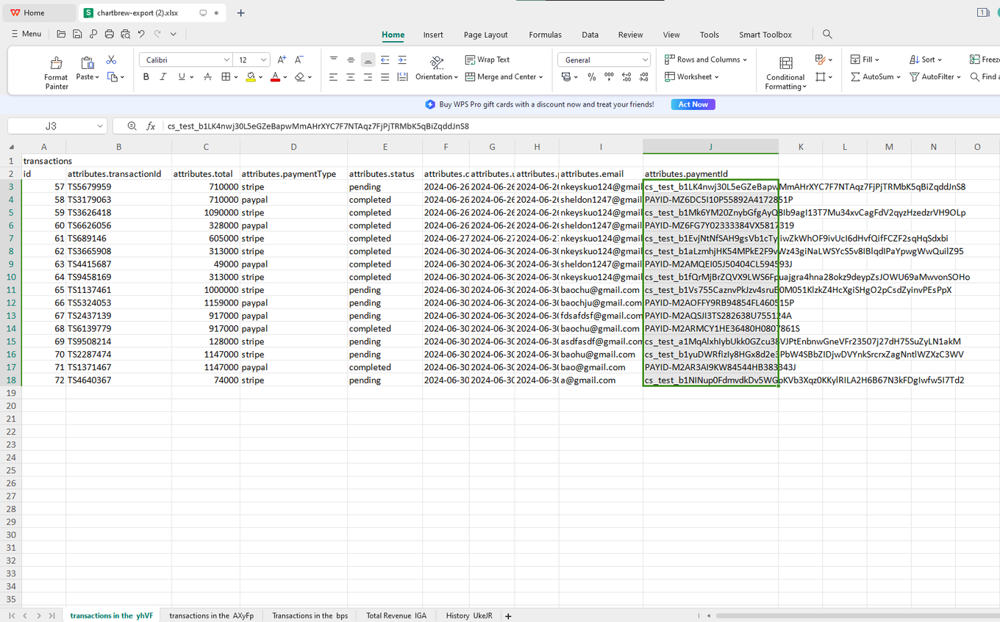 Home chartbrew-export (2).xlsx
Menu Home Insert Page Layout Formulas Data Review View Tools Smart Toolbox
Format Painter Paste Calibri 12 Orientation Wrap Text Merge and Center General Rows and Columns Worksheet Conditional Formatting Fill AutoSum Sort AutoFilter Freeze Find
Buy WPS Pro gift cards with a discount now and treat your friends! Act Now
J3 fx cs_test_b1LK4nwj30L5eGZeBapwMmAHrXYC7F7NTAqz7FjPjTRMbK5qBiZqddJnS8
A B C D E F G H I J K L M N O
1 transactions
2 id attributes.transactionId attributes.total attributes.paymentType attributes.status attributes.c attributes.u attributes. attributes.email attributes.paymentId
3 57 TS5679959 710000 stripe pending 2024-06-26 2024-06-26 2024-06-26 nkeyskuo124@gmail cs_test_b1LK4nwj30L5eGZeBapwMmAHrXYC7F7NTAqz7FjPjTRMbK5qBiZqddJnS8
4 58 TS3179063 710000 paypal completed 2024-06-26 2024-06-26 2024-06-26 sheldon1247@gmail PAYID-MZ6DC5I10P55892A4172851P
5 59 TS3626418 1090000 stripe completed 2024-06-26 2024-06-26 2024-06-26 nkeyskuo124@gmail cs_test_b1Mk6YM20ZnybGfgAyQ8Ib9agI13T7Mu34xvCagFdV2qyzHzedzrVH9OLp
6 60 TS6626056 328000 paypal completed 2024-06-26 2024-06-26 2024-06-26 sheldon1247@gmail PAYID-MZ6FG7Y02333384VX5817319
7 61 TS689146 605000 stripe completed 2024-06-27 2024-06-27 2024-06-27 nkeyskuo124@gmail cs_test_b1EvjNtNfSAH9gsVb1cTyiiwZkWhOF9ivUcI6dHvfQifFCZF2sqHqSdxbi
8 62 TS3665908 313000 stripe completed 2024-06-30 2024-06-30 2024-06-30 nkeyskuo124@gmail cs_test_b1aLzmhjHK54MPkE2F9vWz43giNaLWSYcS5v8IBlqdIPaYpwgWwQuilZ95
9 63 TS4415687 49000 paypal completed 2024-06-30 2024-06-30 2024-06-30 sheldon1247@gmail PAYID-M2AMQEI05J50404CL594593J
10 64 TS9458169 313000 stripe completed 2024-06-30 2024-06-30 2024-06-30 nkeyskuo124@gmail cs_test_b1fQrMjBrZQVX9LWS6Fpuajgra4hna28okz9deypZsJOWU69aMwvonSOHo
11 65 TS1137461 1000000 stripe pending 2024-06-30 2024-06-30 2024-06-30 baochu@gmail.com cs_test_b1Vs755CaznvPkJzv4sruE0M051KlzkZ4HcXgiSHgO2pCsdZyinvPEsPpX
12 66 TS5324053 1159000 paypal pending 2024-06-30 2024-06-30 2024-06-30 baochju@gmail.com PAYID-M2AOFFY9RB94854FL460515P
13 67 TS2437139 917000 paypal pending 2024-06-30 2024-06-30 2024-06-30 fdsafdsf@gmail.com PAYID-M2AQSJI3TS282638U755124A
14 68 TS6139779 917000 paypal completed 2024-06-30 2024-06-30 2024-06-30 baochu@gmail.com PAYID-M2ARMCY1HE36480H0807861S
15 69 TS9508214 128000 stripe pending 2024-06-30 2024-06-30 2024-06-30 asdfasdf@gmail.com cs_test_a1MqAlxhIybUkk0GZcu38VJPtEnbnwGneVFr23507j27dH75SuZyLN1akM
16 70 TS2287474 1147000 stripe pending 2024-06-30 2024-06-30 2024-06-30 baohu@gmail.com cs_test_b1yuDWRfizIy8HGx8d2e3PbW4SBbZIDjwDVYnkSrcrxZagNntlWZXzC3WV
17 71 TS1371467 1147000 paypal completed 2024-06-30 2024-06-30 2024-06-30 bao@gmail.com PAYID-M2AR3AI9KW84544HB383343J
18 72 TS4640367 74000 stripe pending 2024-06-30 2024-06-30 2024-06-30 a@gmail.com cs_test_b1NINup0FdmvdkDv5WGpKVb3Xqz0KKylRILA2H6B67N3kFDgIwfw5I7Td2
19
20
21
22
23
24
25
26
27
28
29
30
31
32
33
34
35
transactions in the yhVF transactions in the AXyFp Transactions in the bps Total Revenue IGA History UkeJR